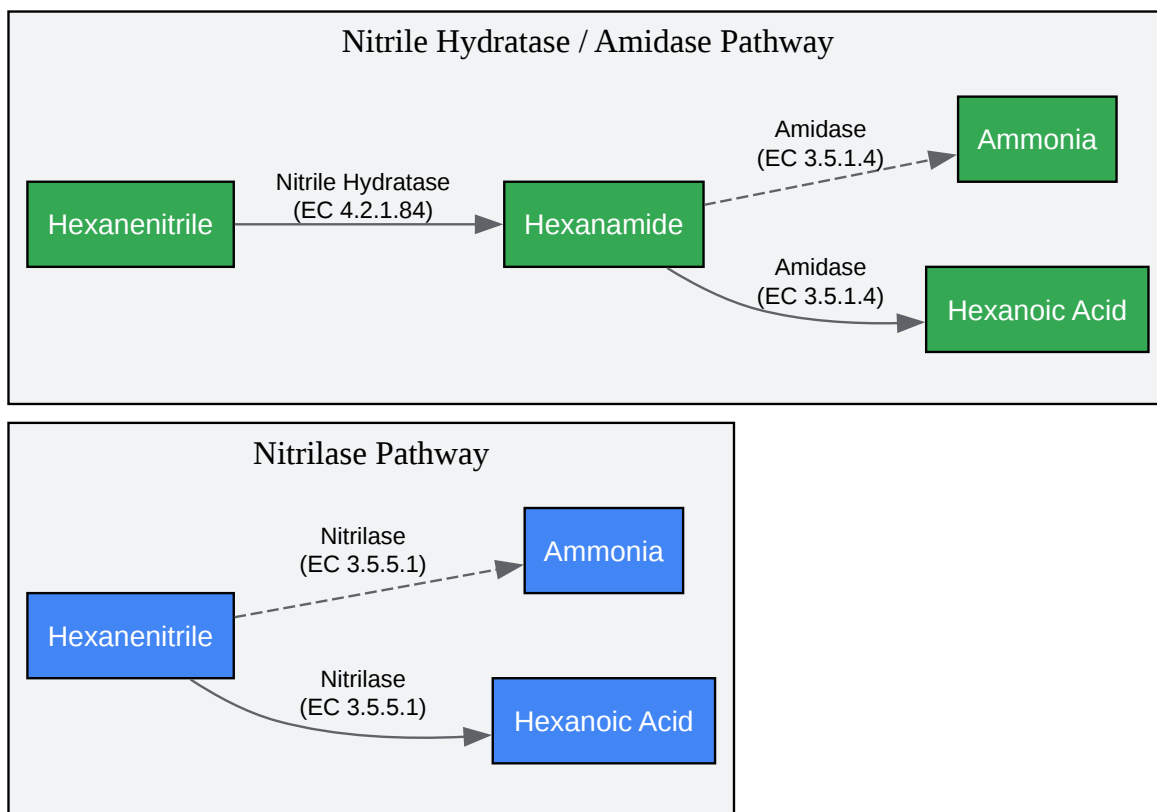 Nitrile Hydratase / Amidase Pathway
Amidase
(EC 3.5.1.4)
Ammonia
Nitrile Hydratase
(EC 4.2.1.84)
Hexanenitrile
Hexanamide
Amidase
(EC 3.5.1.4)
Hexanoic Acid
Nitrilase Pathway
Nitrilase
(EC 3.5.5.1)
Ammonia
Hexanenitrile
Nitrilase
(EC 3.5.5.1)
Hexanoic Acid